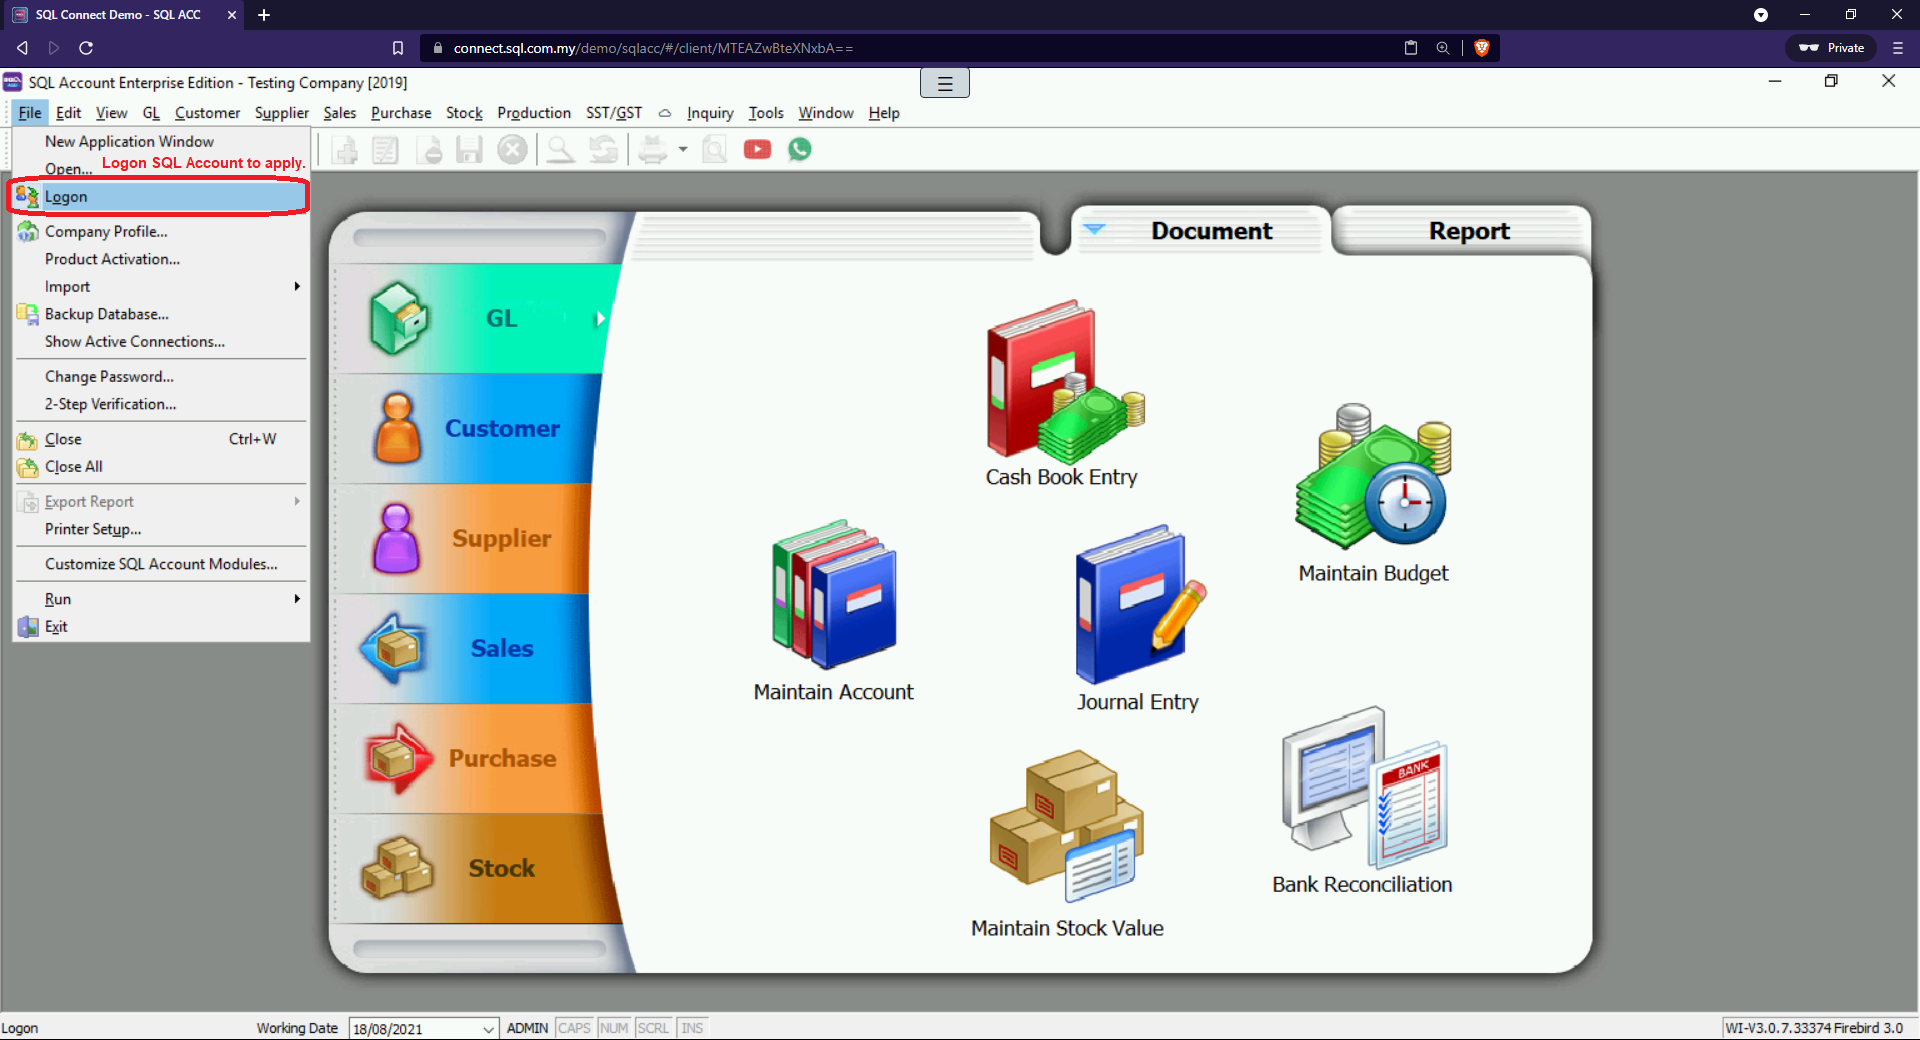 SQL Connect Demo - SQL ACC
connect.sql.com.my/demo/sqlacc/#/client/MTEAZwBteXNxbA==
Private
SQL Account Enterprise Edition - Testing Company [2019]
File Edit View GL Customer Supplier Sales Purchase Stock Production SST/GST Inquiry Tools Window Help
New Application Window
Logon SQL Account to apply.
Open...
Logon
Company Profile...
Product Activation...
Import
Backup Database...
Show Active Connections...
Change Password...
2-Step Verification...
Close Ctrl+W
Close All
Export Report
Printer Setup...
Customize SQL Account Modules...
Run
Exit
GL
Customer
Supplier
Sales
Purchase
Stock
Document
Report
Cash Book Entry
Maintain Budget
Maintain Account
Journal Entry
BANK
Bank Reconciliation
Maintain Stock Value
Logon
Working Date 18/08/2021 ADMIN CAPS NUM SCRL INS
WI-V3.0.7.33374 Firebird 3.0